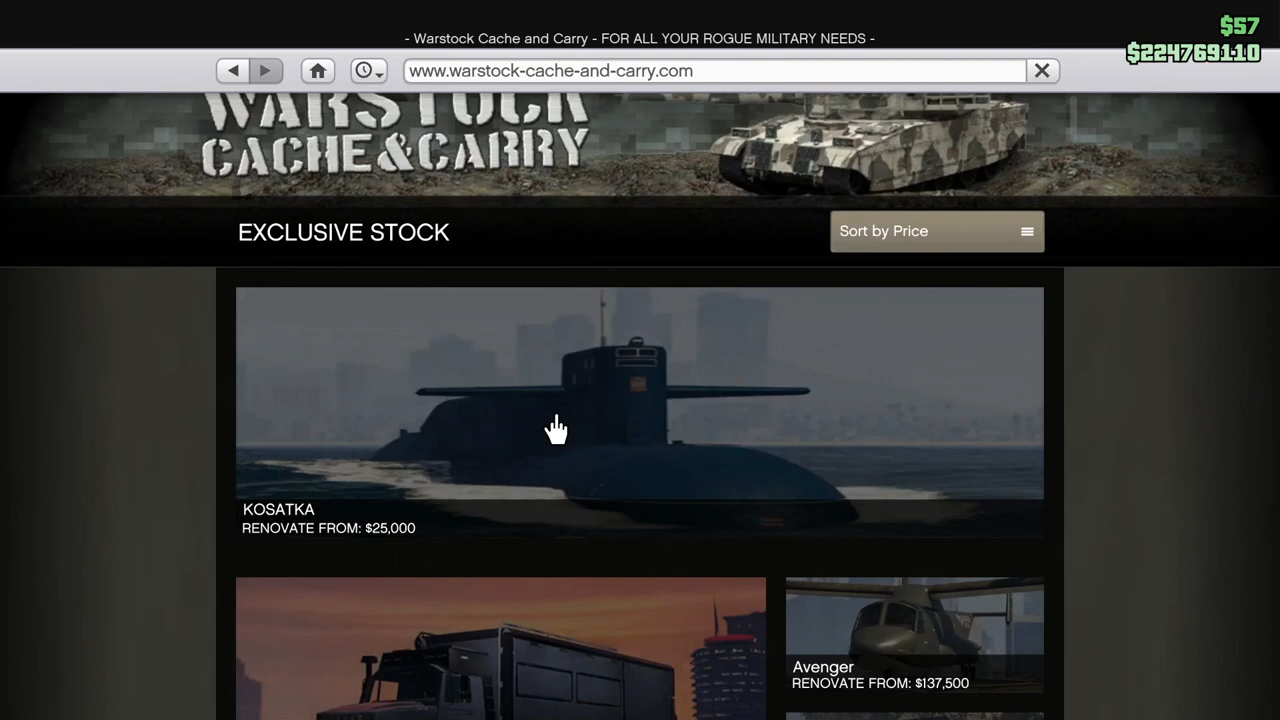 $57
- Warstock Cache and Carry - FOR ALL YOUR ROGUE MILITARY NEEDS -
$224769110
www.warstock-cache-and-carry.com
WARSTOCK
CACHE&CARRY
EXCLUSIVE STOCK
Sort by Price
KOSATKA
RENOVATE FROM: $25,000
Avenger
RENOVATE FROM: $137,500